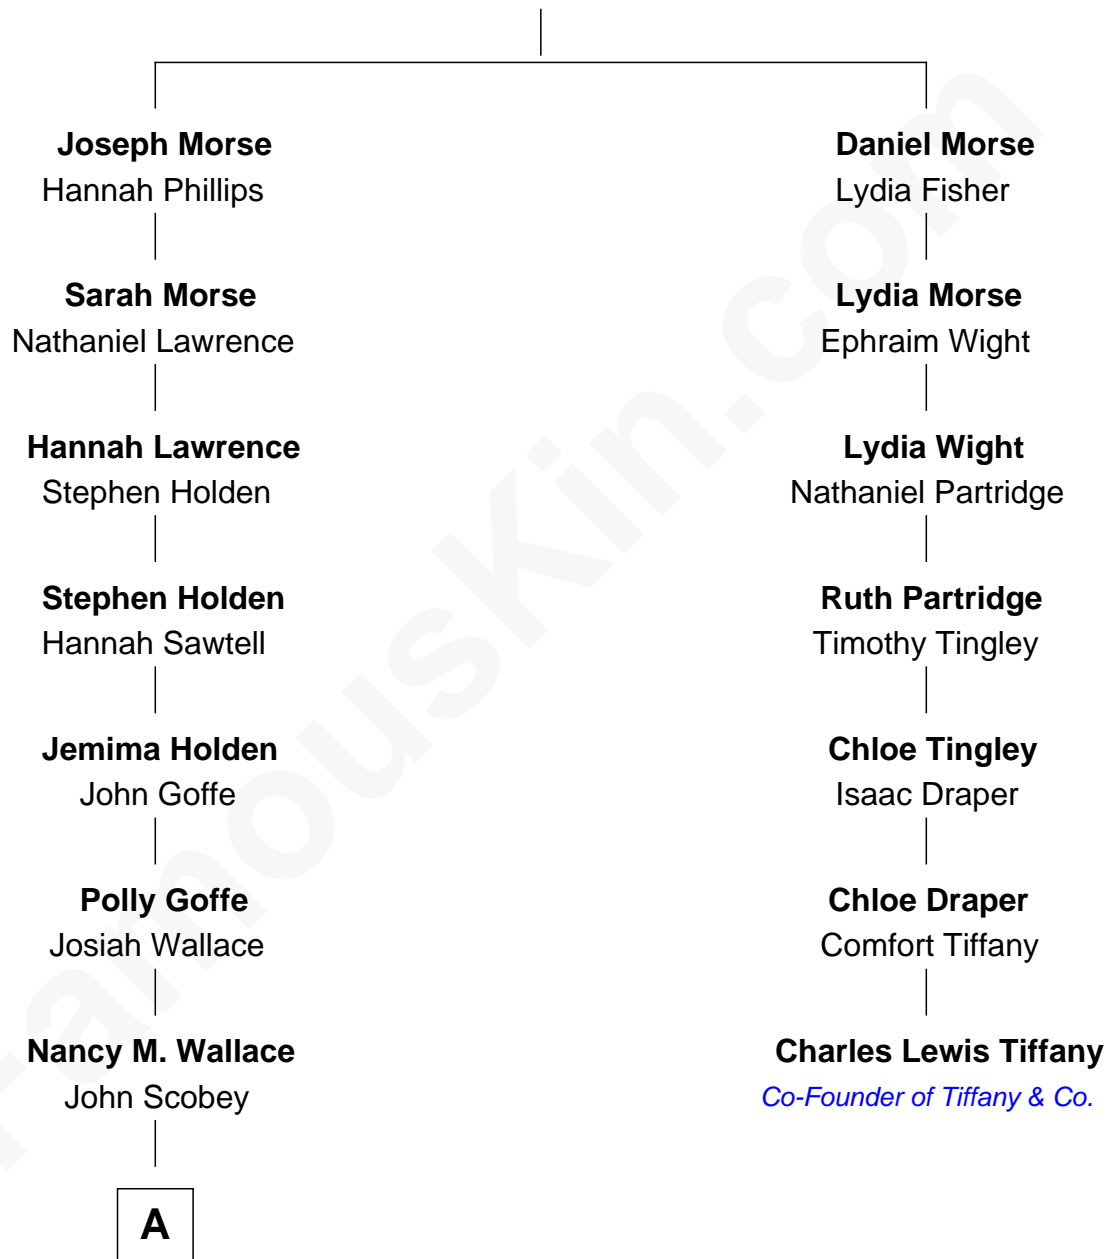 Joseph Morse
Hannah Phillips
Sarah Morse
Nathaniel Lawrence
Hannah Lawrence
Stephen Holden
Stephen Holden
Hannah Sawtell
Jemima Holden
John Goffe
Polly Goffe
Josiah Wallace
Nancy M. Wallace
John Scobey
A
Daniel Morse
Lydia Fisher
Lydia Morse
Ephraim Wight
Lydia Wight
Nathaniel Partridge
Ruth Partridge
Timothy Tingley
Chloe Tingley
Isaac Draper
Chloe Draper
Comfort Tiffany
Charles Lewis Tiffany
Co-Founder of Tiffany & Co.
FamousKin.com